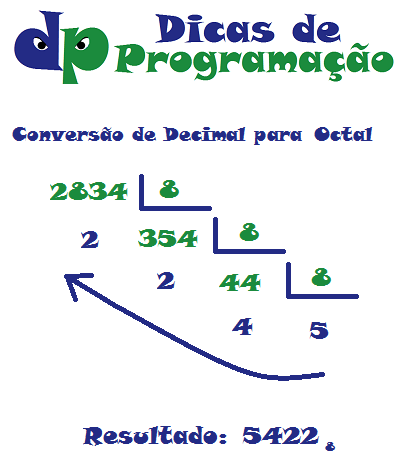 dp Dicas de
Programação
Conversão de Decimal para Octal
2834 8
2 354 8
2 44 8
4 5
Resultado: 5422 8